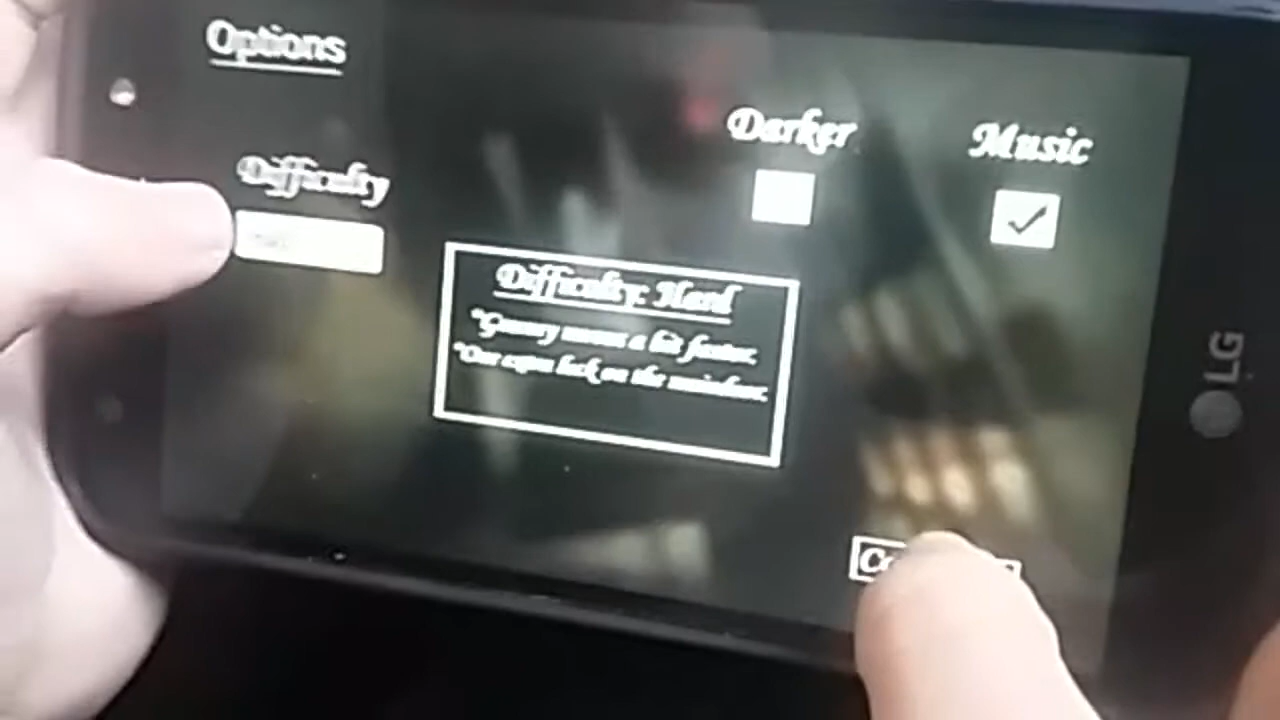 Options
Darker
Music
Difficulty
Difficulty: Hard
*Granny moves a bit faster.
*One extra lock on the maindoor.
LG